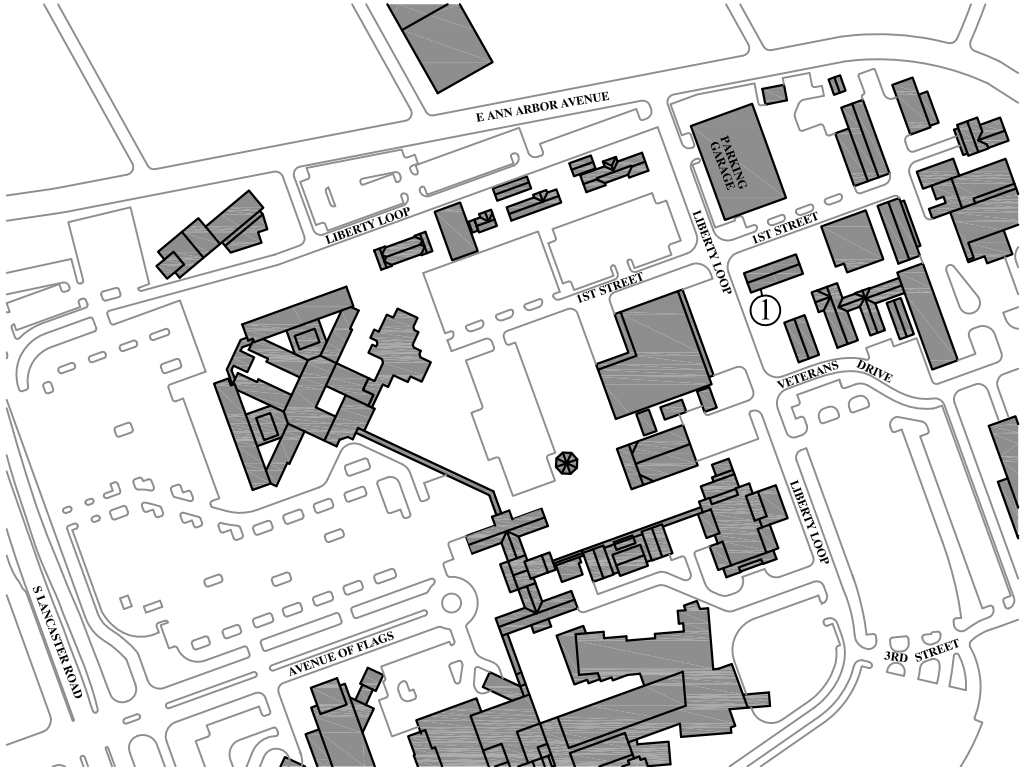 E ANN ARBOR AVENUE
PARKING
GARAGE
LIBERTY LOOP
LIBERTY LOOP
1ST STREET
1ST STREET
1
VETERANS DRIVE
LIBERTY LOOP
S LANCASTER ROAD
AVENUE OF FLAGS
3RD STREET